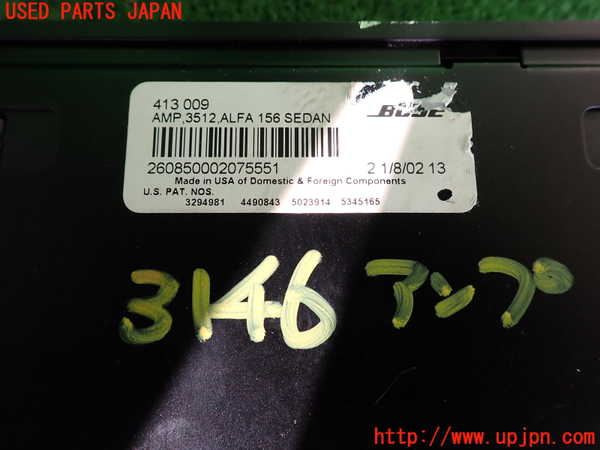 USED PARTS JAPAN
413 009
AMP,3512,ALFA 156 SEDAN
BOSE
260850002075551
2 1/8/02 13
Made in USA of Domestic & Foreign Components
U.S. PAT. NOS.
3294981 4490843 5023914 5345165
3146 アンプ
http://www.upjpn.com/